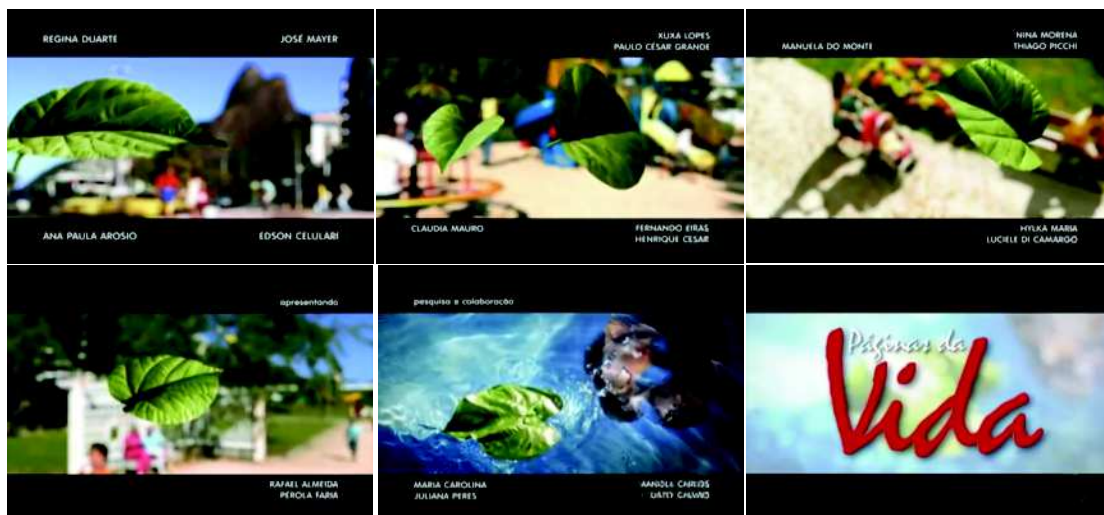 REGINA DUARTE
JOSÉ MAYER
ANA PAULA AROSIO
EDSON CELULARI
XUXA LOPES
PAULO CÉSAR GRANDE
CLAUDIA MAURO
FERNANDO EIRAS
HENRIQUE CESAR
NINA MORENA
MANUELA DO MONTE
THIAGO PICCHI
HYLKA MARIA
LUCIELE DI CAMARGO
apresentando
RAFAEL ALMEIDA
PÉROLA FARIA
pesquisa e colaboração
MARIA CAROLINA
JULIANA PERES
Páginas da
Vida